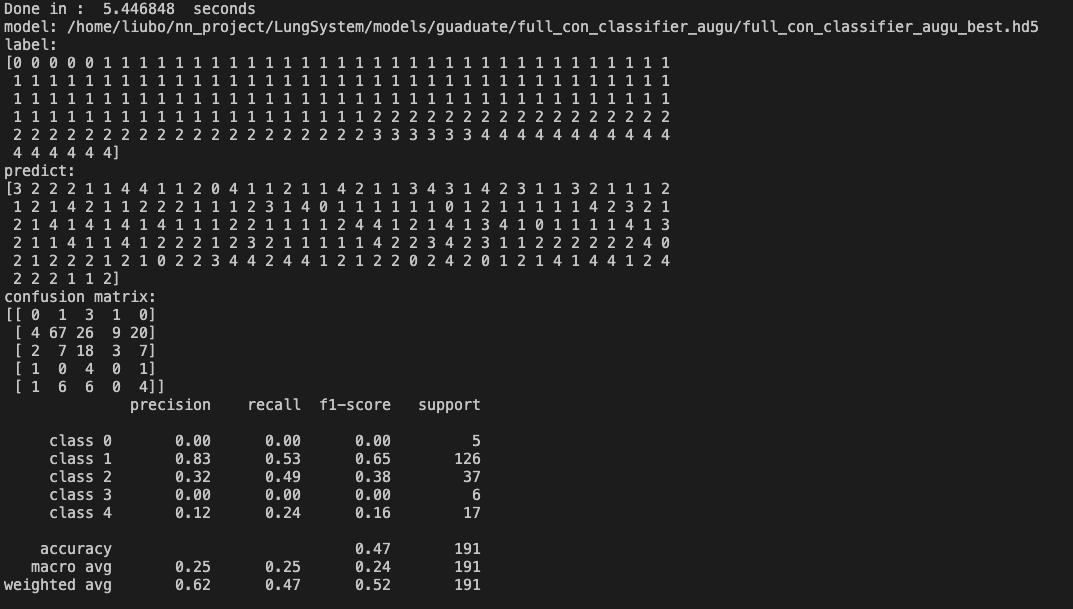 Done in :  5.446848  seconds
model: /home/liubo/nn_project/LungSystem/models/guaduate/full_con_classifier_augu/full_con_classifier_augu_best.hd5
label:
[0 0 0 0 0 1 1 1 1 1 1 1 1 1 1 1 1 1 1 1 1 1 1 1 1 1 1 1 1 1 1 1 1 1 1 1 1
 1 1 1 1 1 1 1 1 1 1 1 1 1 1 1 1 1 1 1 1 1 1 1 1 1 1 1 1 1 1 1 1 1 1 1 1 1
 1 1 1 1 1 1 1 1 1 1 1 1 1 1 1 1 1 1 1 1 1 1 1 1 1 1 1 1 1 1 1 1 1 1 1 1 1
 1 1 1 1 1 1 1 1 1 1 1 1 1 1 1 1 1 1 1 1 2 2 2 2 2 2 2 2 2 2 2 2 2 2 2 2 2
 2 2 2 2 2 2 2 2 2 2 2 2 2 2 2 2 2 2 2 2 3 3 3 3 3 3 4 4 4 4 4 4 4 4 4 4 4
 4 4 4 4 4 4]
predict:
[3 2 2 2 1 1 4 4 1 1 2 0 4 1 1 2 1 1 4 2 1 1 3 4 3 1 4 2 3 1 1 3 2 1 1 1 2
 1 2 1 4 2 1 1 2 2 2 1 1 1 2 3 1 4 0 1 1 1 1 1 1 0 1 2 1 1 1 1 1 4 2 3 2 1
 2 1 4 1 4 1 4 1 4 1 1 1 2 2 1 1 1 1 2 4 4 1 2 1 4 1 3 4 1 0 1 1 1 1 4 1 3
 2 1 1 4 1 1 4 1 2 2 2 1 2 3 2 1 1 1 1 1 4 2 2 3 4 2 3 1 1 2 2 2 2 2 2 4 0
 2 1 2 2 2 1 2 1 0 2 2 3 4 4 2 4 4 1 2 1 2 2 0 2 4 2 0 1 2 1 4 1 4 4 1 2 4
 2 2 2 1 1 2]
confusion matrix:
[[ 0  1  3  1  0]
 [ 4 67 26  9 20]
 [ 2  7 18  3  7]
 [ 1  0  4  0  1]
 [ 1  6  6  0  4]]
              precision    recall  f1-score   support
     class 0       0.00      0.00      0.00         5
     class 1       0.83      0.53      0.65       126
     class 2       0.32      0.49      0.38        37
     class 3       0.00      0.00      0.00         6
     class 4       0.12      0.24      0.16        17
    accuracy                           0.47       191
   macro avg       0.25      0.25      0.24       191
weighted avg       0.62      0.47      0.52       191